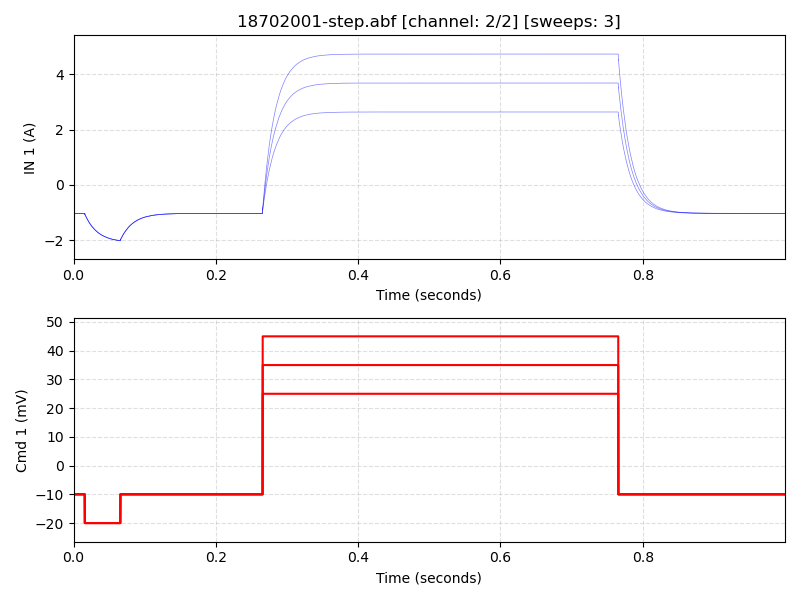 18702001-step.abf [channel: 2/2] [sweeps: 3]
IN 1 (A)
4
2
0
−2
0.0 0.2 0.4 0.6 0.8
Time (seconds)
Cmd 1 (mV)
50
40
30
20
10
0
−10
−20
0.0 0.2 0.4 0.6 0.8
Time (seconds)